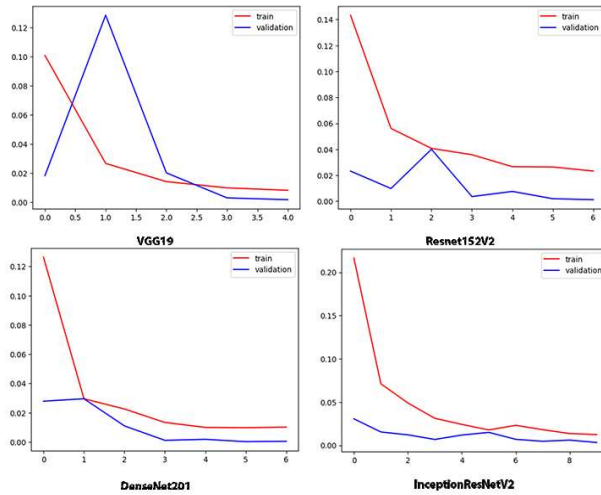 train
validation
0.12
0.10
0.08
0.06
0.04
0.02
0.00
0.0 0.5 1.0 1.5 2.0 2.5 3.0 3.5 4.0
VGG19
train
validation
0.14
0.12
0.10
0.08
0.06
0.04
0.02
0.00
0 1 2 3 4 5 6
Resnet152V2
train
validation
0.12
0.10
0.08
0.06
0.04
0.02
0.00
0 1 2 3 4 5 6
DenseNet201
train
validation
0.20
0.15
0.10
0.05
0.00
0 2 4 6 8
InceptionResNetV2